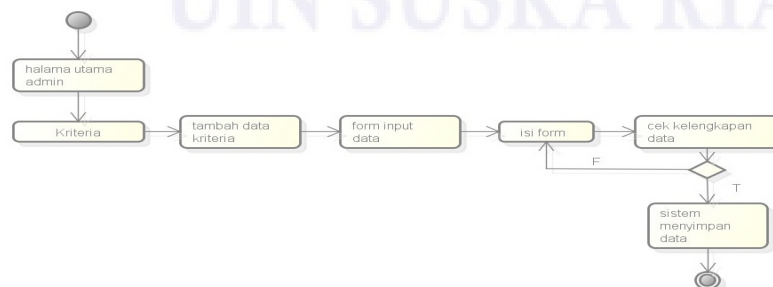 UIN SUSKA RIA
halama utama
admin
Kriteria
tambah data
kriteria
form input
data
isi form
cek kelengkapan
data
F
T
sistem
menyimpan
data